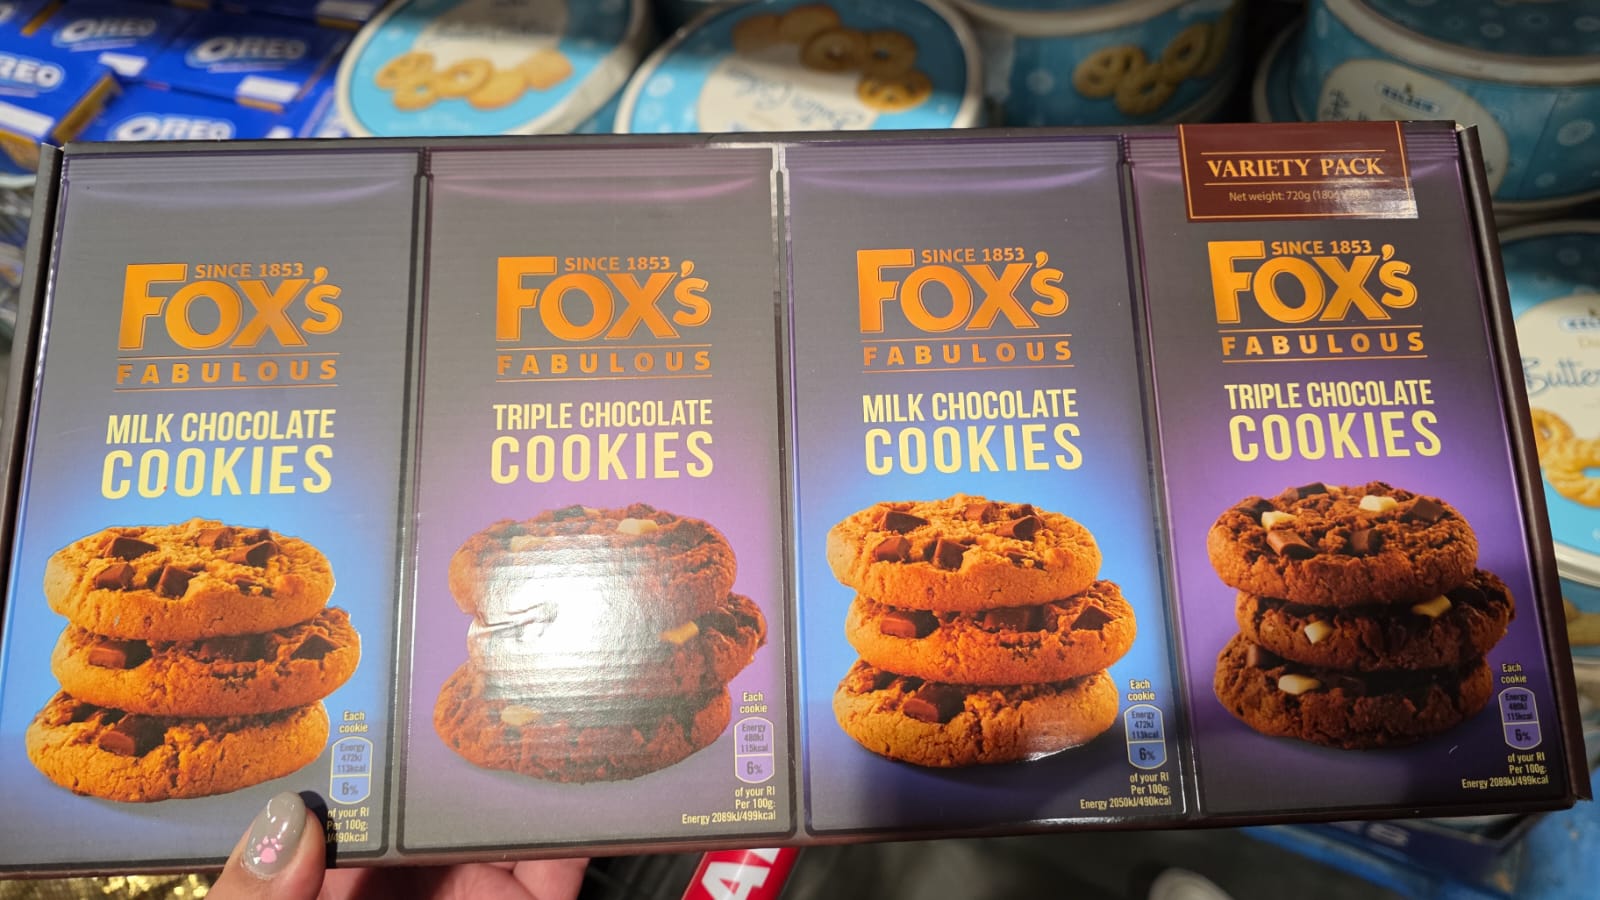 OREO
OREO
OREO
OREO
VARIETY PACK
Net weight: 720g
SINCE 1853
FOX'S
FABULOUS
MILK CHOCOLATE
COOKIES
Each
cookie
Energy
472kJ
113kcal
6%
of your RI
Per 100g:
/490kcal
SINCE 1853
FOX'S
FABULOUS
TRIPLE CHOCOLATE
COOKIES
Each
cookie
Energy
480kJ
115kcal
6%
of your RI
Per 100g:
Energy 2089kJ/499kcal
SINCE 1853
FOX'S
FABULOUS
MILK CHOCOLATE
COOKIES
Each
cookie
Energy
472kJ
113kcal
6%
of your RI
Per 100g:
Energy 2050kJ/490kcal
SINCE 1853
FOX'S
FABULOUS
TRIPLE CHOCOLATE
COOKIES
Each
cookie
Energy
480kJ
115kcal
6%
of your RI
Per 100g:
Energy 2089kJ/499kcal